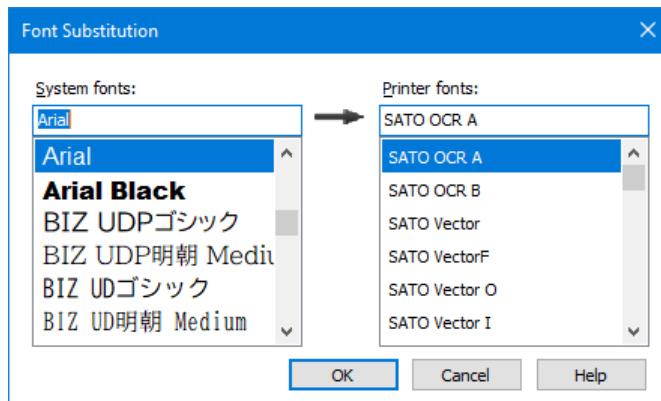 Font Substitution
System fonts:
Printer fonts:
Arial
SATO OCR A
Arial
Arial Black
BIZ UDPゴシック
BIZ UDP明朝 Mediu
BIZ UDゴシック
BIZ UD明朝 Medium
SATO OCR A
SATO OCR B
SATO Vector
SATO VectorF
SATO Vector O
SATO Vector I
OK
Cancel
Help